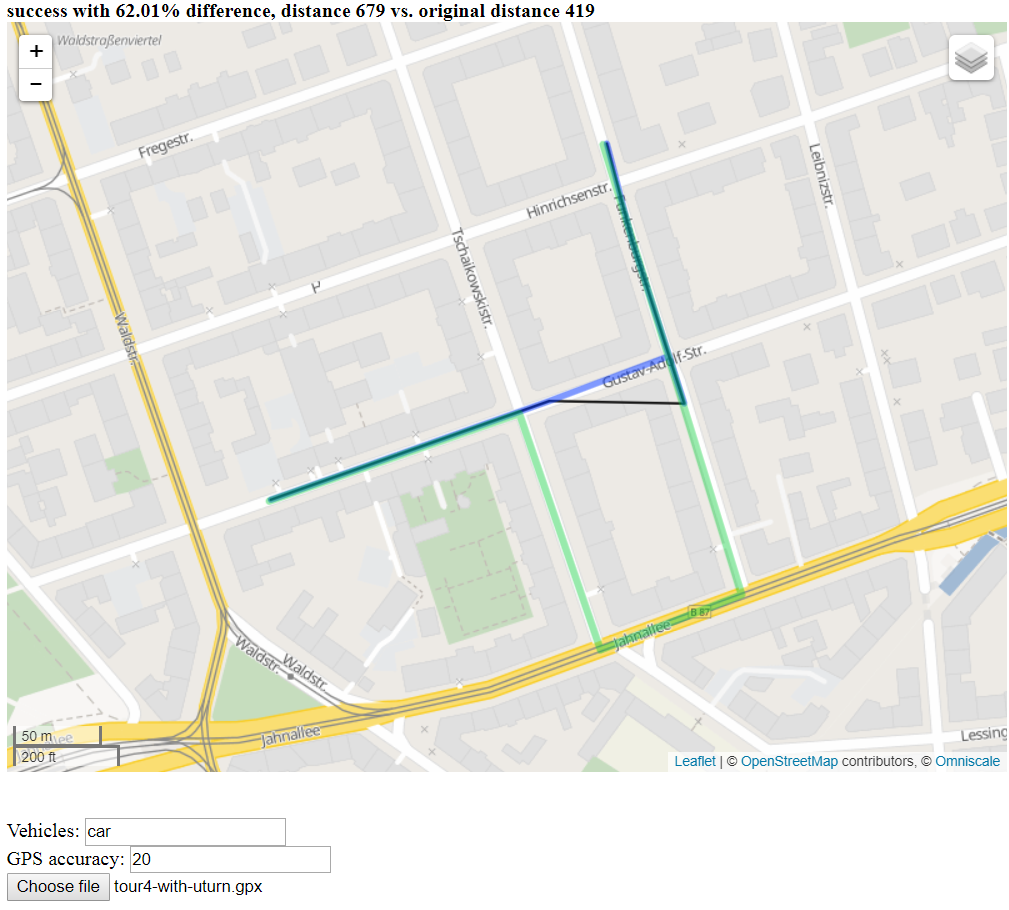 success with 62.01% difference, distance 679 vs. original distance 419
+
−
Waldstraßenviertel
Fregestr.
Leibnizstr.
Hinrichsenstr.
Funkenburgstr.
Tschaikowskistr.
H
Waldstr.
Gustav-Adolf-Str.
B 87
Jahnallee
Waldstr.
Waldstr.
Jahnallee
50 m
Jahnallee
200 ft
Lessing
Leaflet | © OpenStreetMap contributors, © Omniscale
Vehicles: car
GPS accuracy: 20
Choose file tour4-with-uturn.gpx